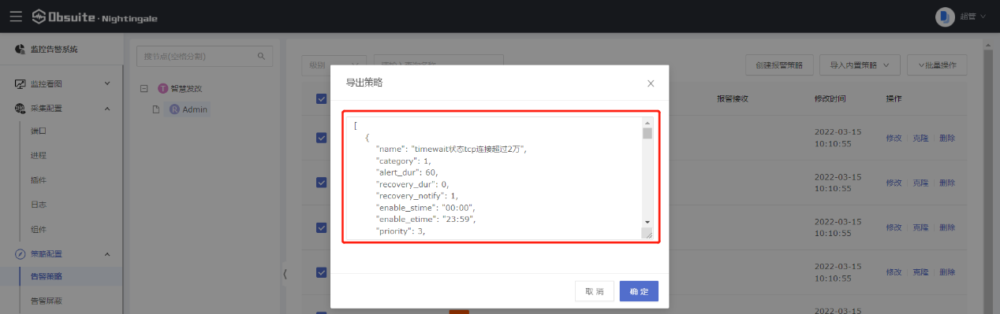 Obsuite · Nightingale
超管
监控告警系统
搜节点(空格分割)
级别
创建报警策略
导入内置策略
批量操作
监控看图
采集配置
端口
进程
插件
日志
组件
策略配置
告警策略
告警屏蔽
T 智慧发改
R Admin
报警接收
修改时间
操作
2022-03-15
10:10:55
修改 克隆 删除
2022-03-15
10:10:55
修改 克隆 删除
2022-03-15
10:10:55
修改 克隆 删除
2022-03-15
10:10:55
修改 克隆 删除
2022-03-15
导出策略
[
{
"name": "timewait状态tcp连接超过2万",
"category": 1,
"alert_dur": 60,
"recovery_dur": 0,
"recovery_notify": 1,
"enable_stime": "00:00",
"enable_etime": "23:59",
"priority": 3,
取 消
确 定